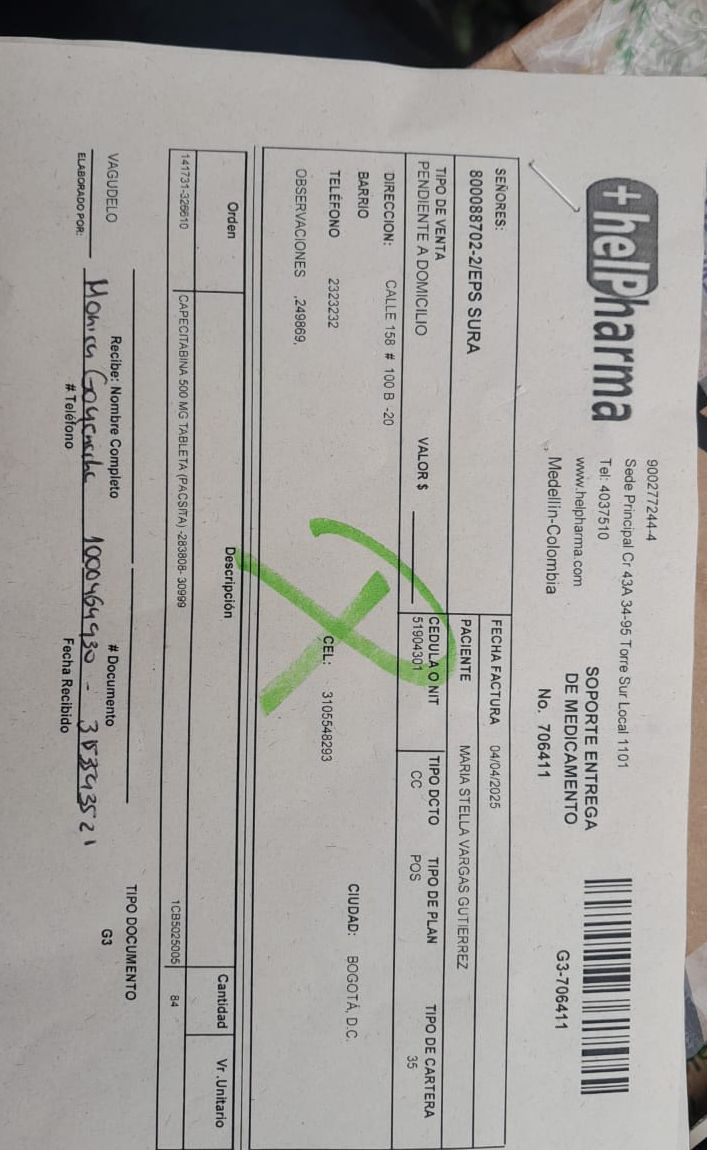 +helPharma
900277244-4
Sede Principal Cr 43A 34-95 Torre Sur Local 1101
Tel: 4037510
www.helpharma.com
Medellin-Colombia
SOPORTE ENTREGA
DE MEDICAMENTO
No. 706411
G3-706411
SEÑORES:
800088702-2/EPS SURA
FECHA FACTURA 04/04/2025
PACIENTE MARIA STELLA VARGAS GUTIERREZ
TIPO DE VENTA VALOR $ CEDULA O NIT TIPO DCTO TIPO DE PLAN TIPO DE CARTERA
PENDIENTE A DOMICILIO 51904301 CC POS 35
DIRECCION: CALLE 158 # 100 B -20
BARRIO CIUDAD: BOGOTÁ, D.C.
TELÉFONO 2323232 CEL: 3105548293
OBSERVACIONES ,249869,
Orden Descripción Cantidad Vr .Unitario
141731-326610 CAPECITABINA 500 MG TABLETA (PACSITA) -283808- 30999 1CB5025005 84
TIPO DOCUMENTO
G3
VAGUDELO Recibe: Nombre Completo # Documento
Monica 1000464930 -
ELABORADO POR: # Teléfono Fecha Recibido